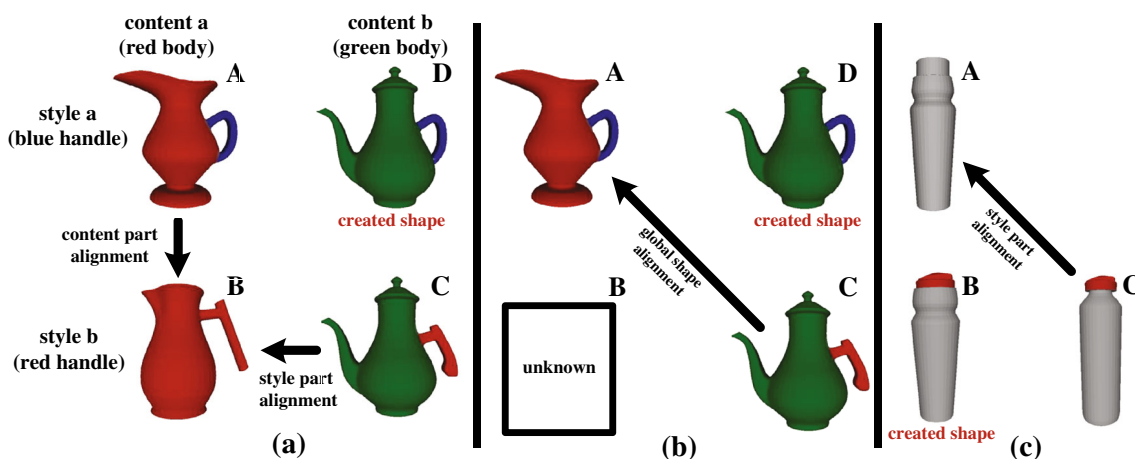 content a
(red body)
content b
(green body)
A
D
style a
(blue handle)
created shape
content part
alignment
B
C
style b
(red handle)
style part
alignment
(a)
A
D
created shape
global shape
alignment
B
C
unknown
(b)
A
style part
alignment
B
C
created shape
(c)